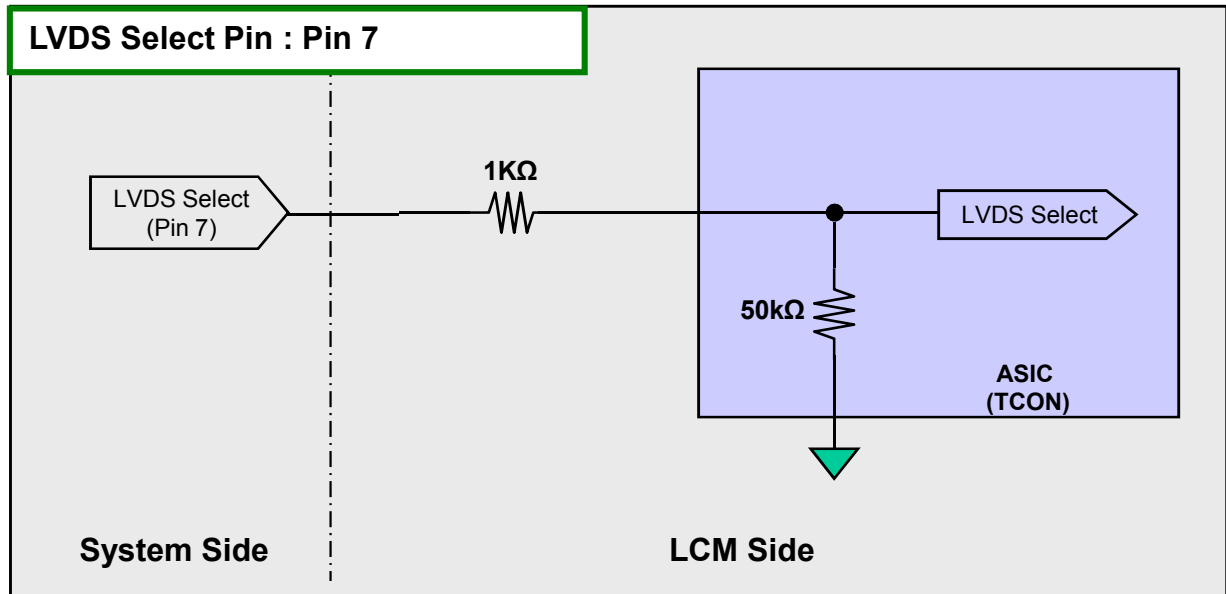 LVDS Select Pin : Pin 7
1KΩ
LVDS Select
(Pin 7)
LVDS Select
50kΩ
ASIC
(TCON)
System Side
LCM Side